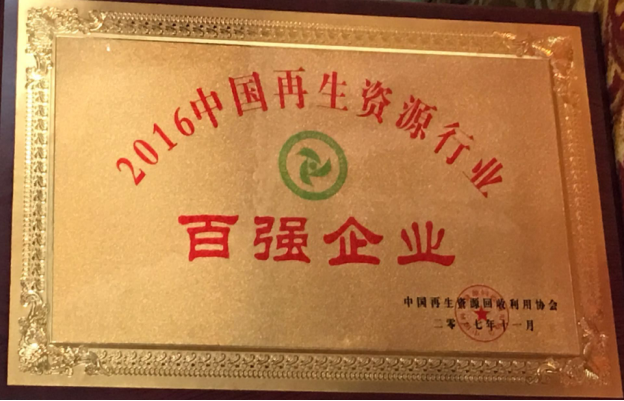 2016中国再生资源行业
百强企业
中国再生资源回收利用协会
二零一七年十一月